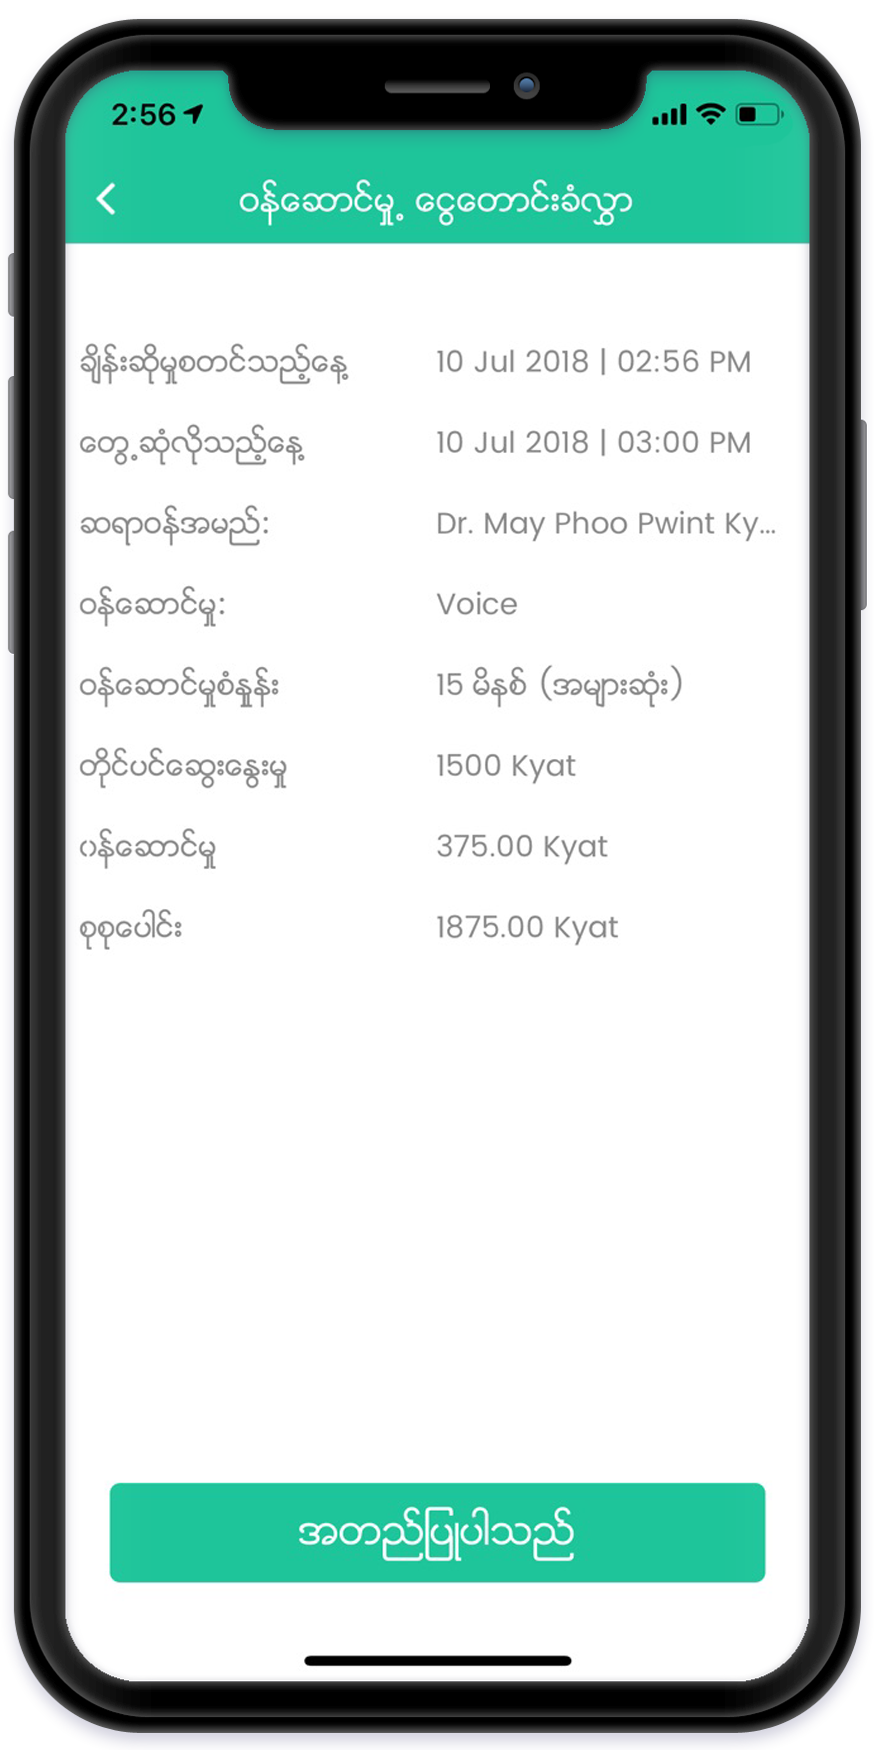 2:56
ဝန်ဆောင်မှု့ ငွေတောင်းခံလွှာ
ချိန်းဆိုမှုစတင်သည့်နေ့ 10 Jul 2018 | 02:56 PM
တွေ့ဆုံလိုသည့်နေ့ 10 Jul 2018 | 03:00 PM
ဆရာဝန်အမည်: Dr. May Phoo Pwint Ky...
ဝန်ဆောင်မှု: Voice
ဝန်ဆောင်မှုစံနှုန်း 15 မိနစ် (အများဆုံး)
တိုင်ပင်ဆွေးနွေးမှု 1500 Kyat
ဝန်ဆောင်မှု 375.00 Kyat
စုစုပေါင်း 1875.00 Kyat
အတည်ပြုပါသည်